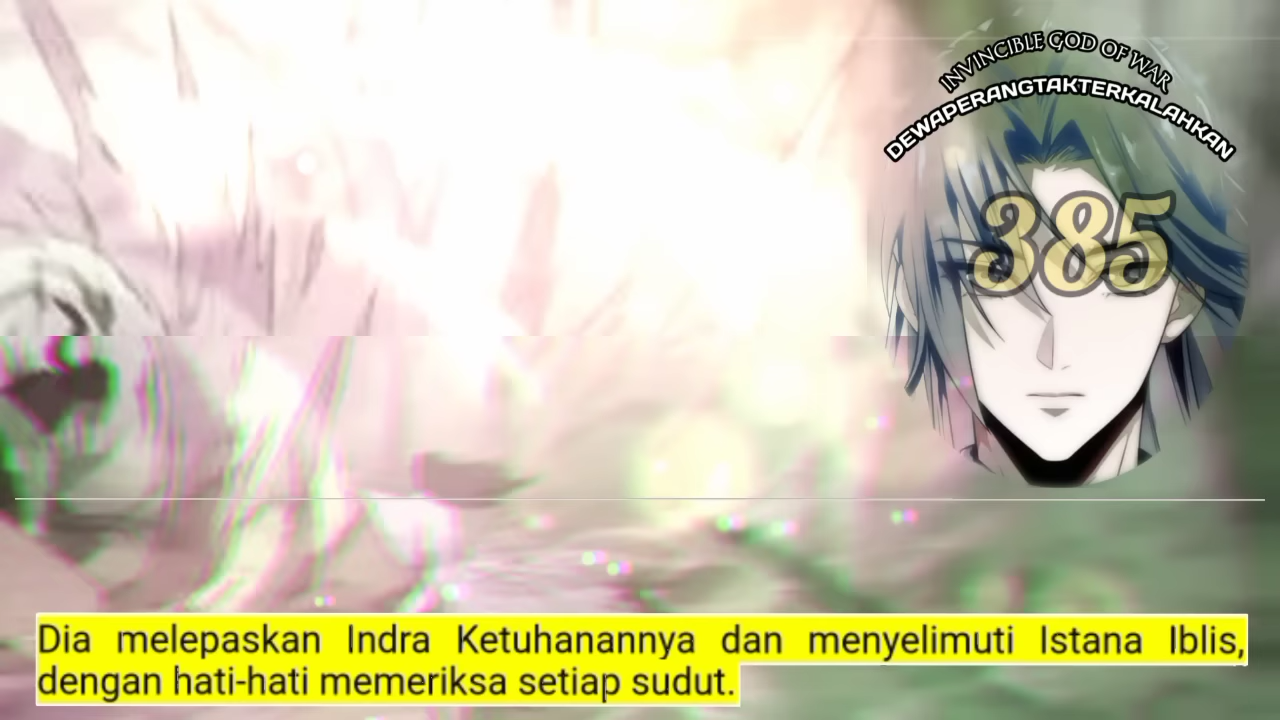 INVINCIBLE GOD OF WAR
DEWAPERANGTAKTERKALAHKAN
385
Dia melepaskan Indra Ketuhanannya dan menyelimuti Istana Iblis,
dengan hati-hati memeriksa setiap sudut.